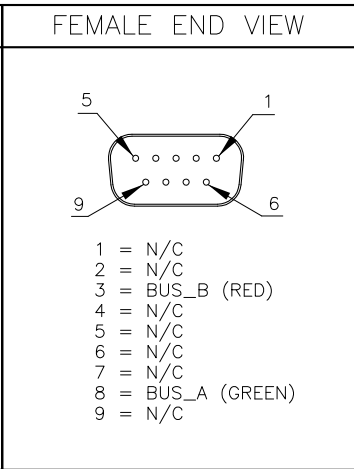 FEMALE END VIEW
5 1
9 6
1 = N/C
2 = N/C
3 = BUS_B (RED)
4 = N/C
5 = N/C
6 = N/C
7 = N/C
8 = BUS_A (GREEN)
9 = N/C